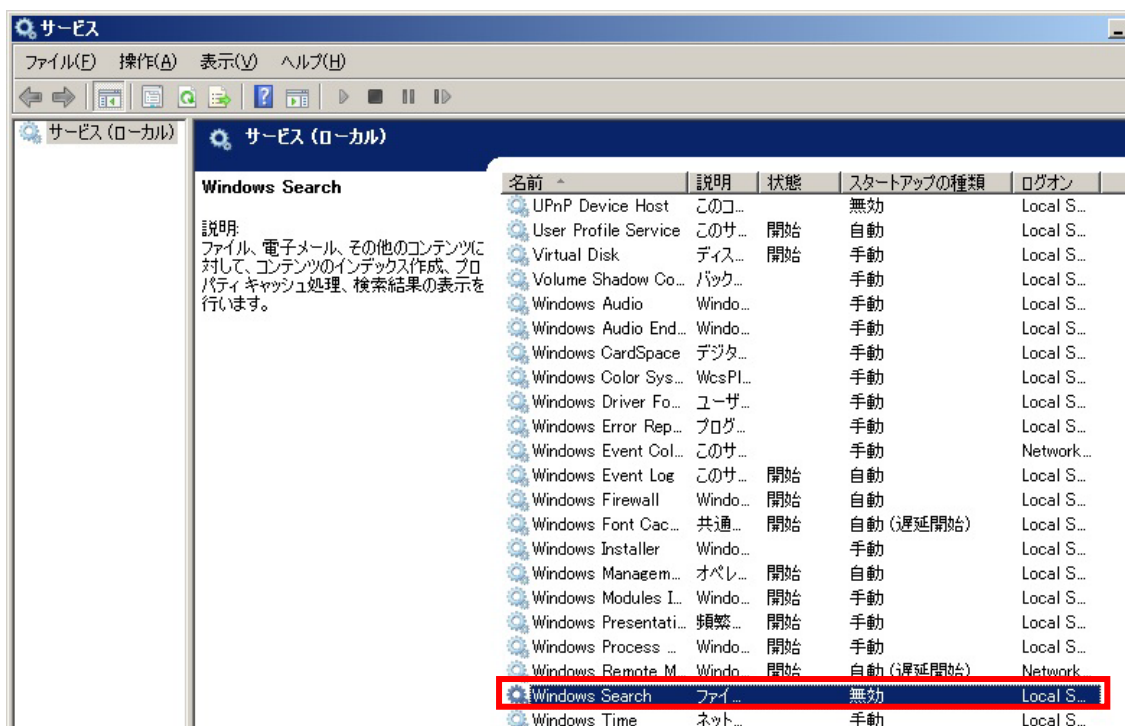 サービス
ファイル(F) 操作(A) 表示(V) ヘルプ(H)
サービス (ローカル)
サービス (ローカル)
Windows Search
説明:
ファイル、電子メール、その他のコンテンツに
対して、コンテンツのインデックス作成、プロ
パティ キャッシュ処理、検索結果の表示を
行います。
名前 説明 状態 スタートアップの種類 ログオン
UPnP Device Host このコ... 無効 Local S...
User Profile Service このサ... 開始 自動 Local S...
Virtual Disk ディス... 開始 手動 Local S...
Volume Shadow Co... バック... 手動 Local S...
Windows Audio Windo... 手動 Local S...
Windows Audio End... Windo... 手動 Local S...
Windows CardSpace デジタ... 手動 Local S...
Windows Color Sys... WcsPl... 手動 Local S...
Windows Driver Fo... ユーザ... 手動 Local S...
Windows Error Rep... プログ... 手動 Local S...
Windows Event Col... このサ... 手動 Network...
Windows Event Log このサ... 開始 自動 Local S...
Windows Firewall Windo... 開始 自動 Local S...
Windows Font Cac... 共通... 開始 自動 (遅延開始) Local S...
Windows Installer Windo... 手動 Local S...
Windows Managem... オペレ... 開始 自動 Local S...
Windows Modules I... Windo... 開始 手動 Local S...
Windows Presentati... 頻繁... 開始 手動 Local S...
Windows Process ... Windo... 開始 手動 Local S...
Windows Remote M... Windo... 開始 自動 (遅延開始) Network...
Windows Search ファイ... 無効 Local S...
Windows Time ネット... 手動 Local S...